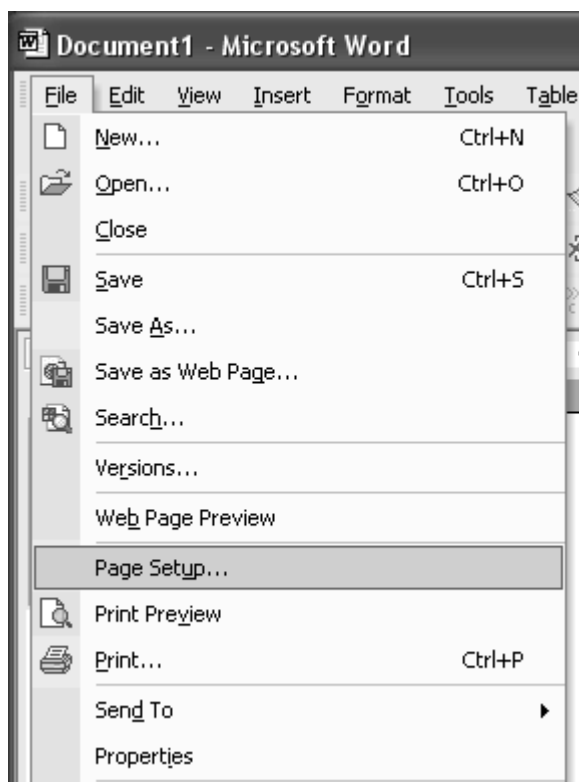 Document1 - Microsoft Word
File Edit View Insert Format Tools Table
New... Ctrl+N
Open... Ctrl+O
Close
Save Ctrl+S
Save As...
Save as Web Page...
Search...
Versions...
Web Page Preview
Page Setup...
Print Preview
Print... Ctrl+P
Send To
Properties